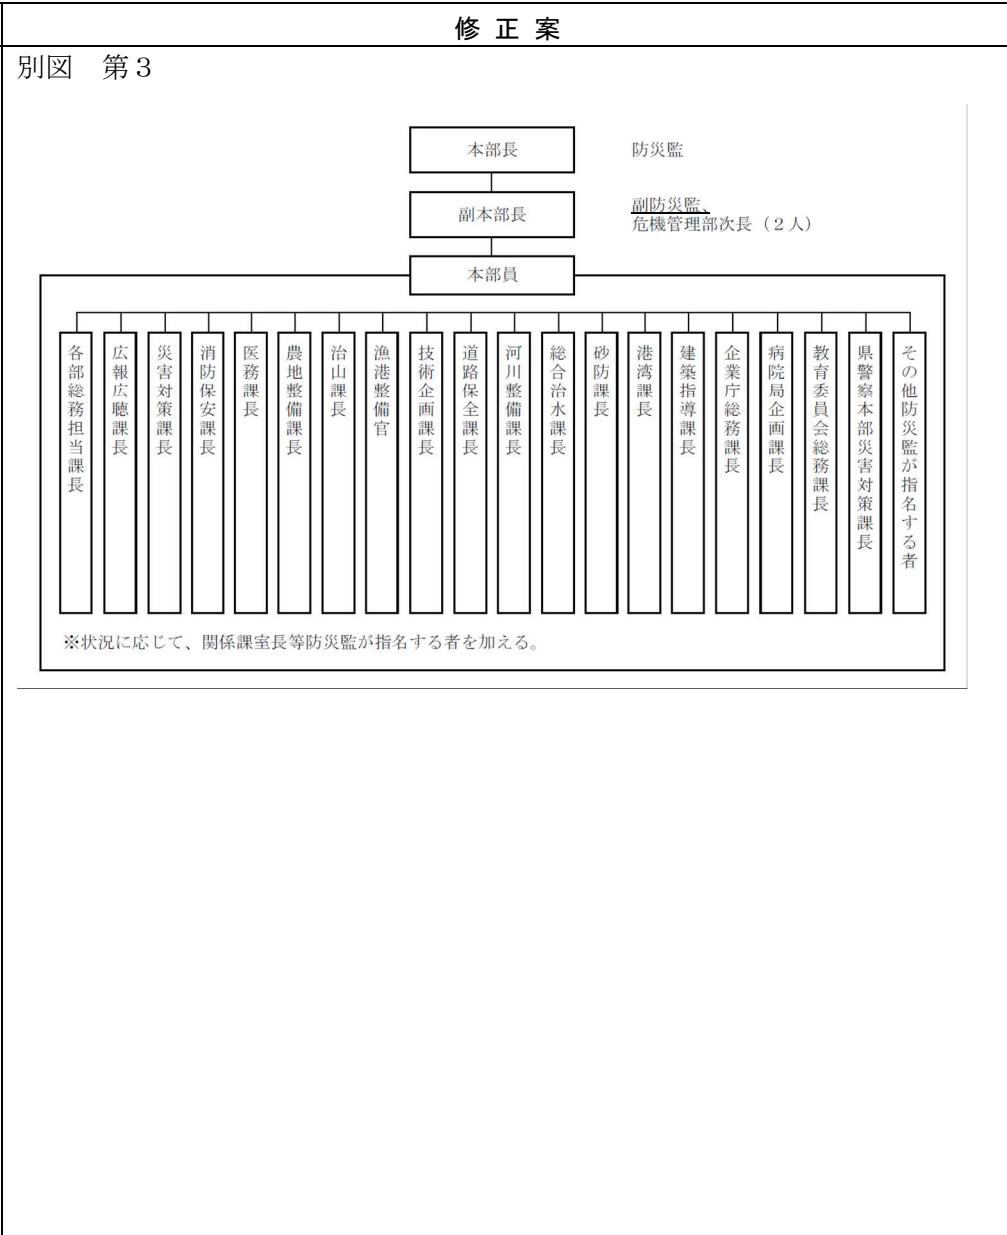 修正案
別図　第３
本部長　防災監
副本部長　副防災監、
危機管理部次長（２人）
本部員
各部総務担当課長
広報広聴課長
災害対策課長
消防保安課長
医務課長
農地整備課長
治山課長
漁港整備官
技術企画課長
道路保全課長
河川整備課長
総合治水課長
砂防課長
港湾課長
建築指導課長
企業庁総務課長
病院局企画課長
教育委員会総務課長
県警察本部災害対策課長
その他防災監が指名する者
※状況に応じて、関係課室長等防災監が指名する者を加える。